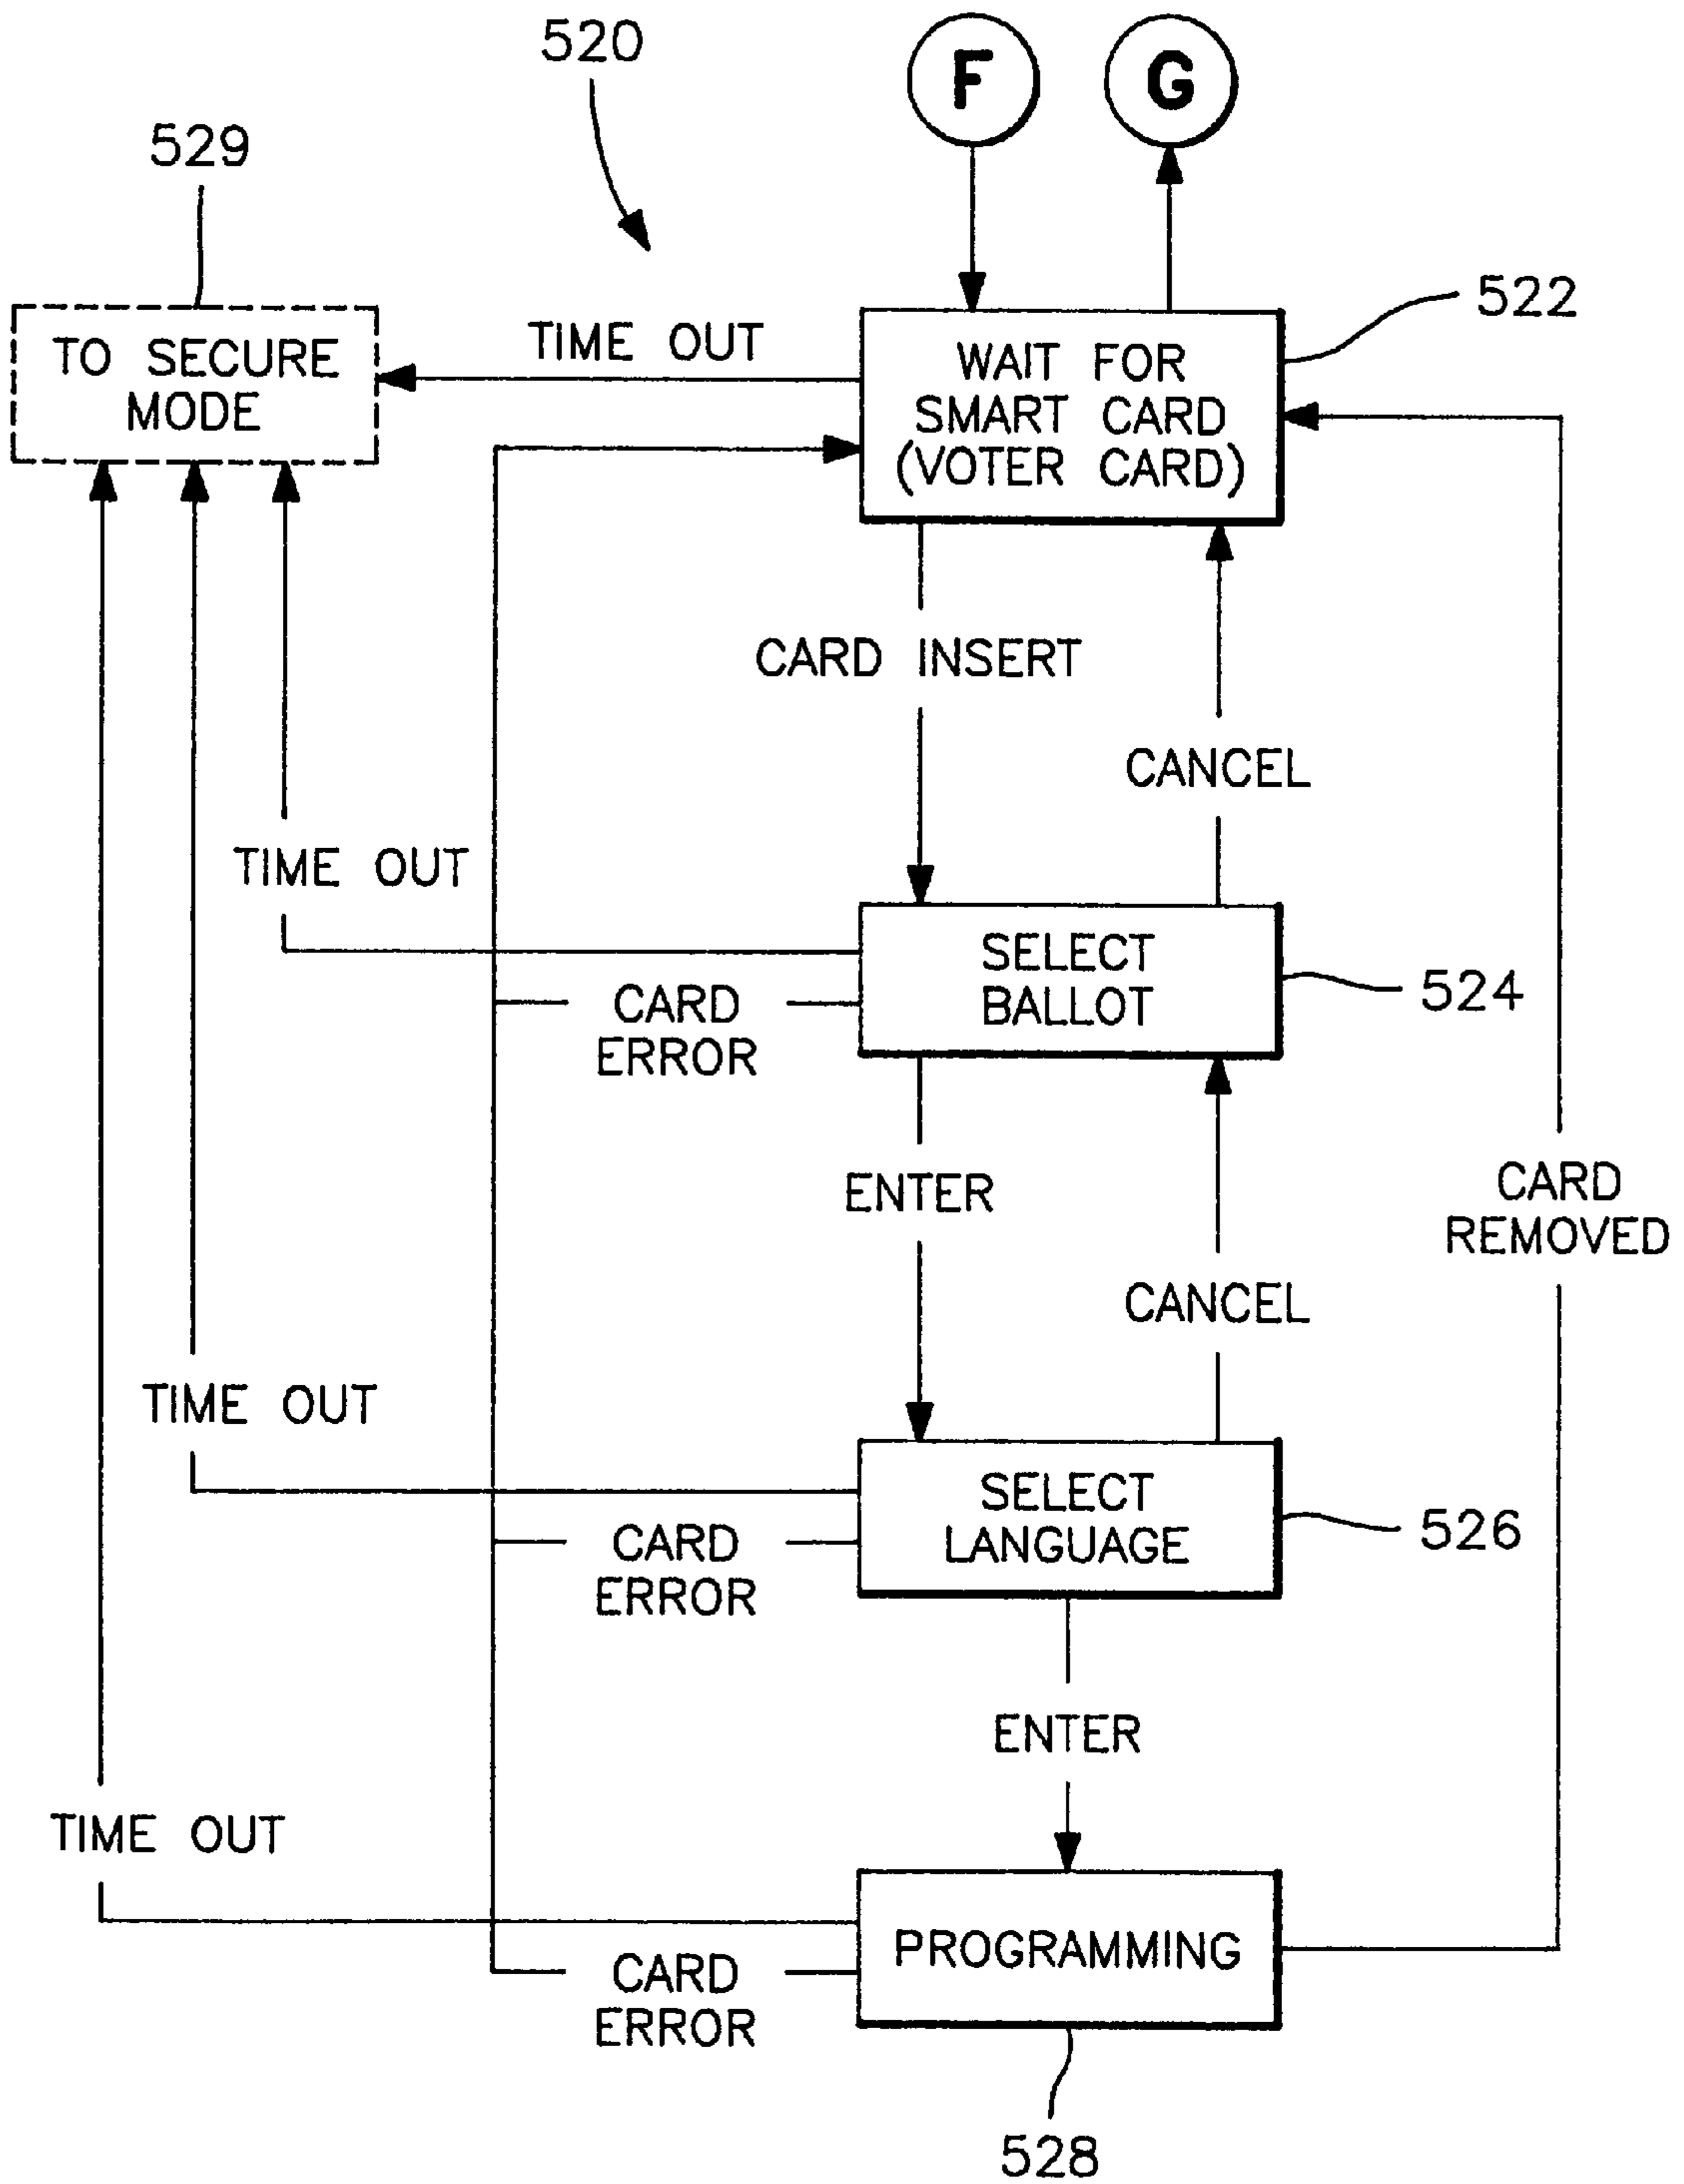 520
F
G
529
522
TO SECURE
MODE
TIME OUT
WAIT FOR
SMART CARD
(VOTER CARD)
CARD INSERT
CANCEL
TIME OUT
SELECT
BALLOT
524
CARD
ERROR
ENTER
CARD
REMOVED
CANCEL
TIME OUT
SELECT
LANGUAGE
526
CARD
ERROR
ENTER
TIME OUT
PROGRAMMING
CARD
ERROR
528